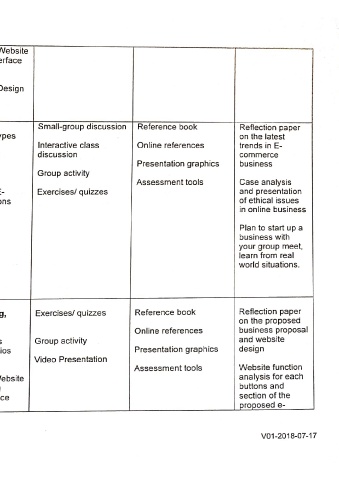 Website
erface
Design
ypes
E-
ons
Small-group discussion
Interactive class
discussion
Group activity
Exercises/ quizzes
Reference book
Online references
Presentation graphics
Assessment tools
Reflection paper
on the latest
trends in E-
commerce
business
Case analysis
and presentation
of ethical issues
in online business
Plan to start up a
business with
your group meet,
learn from real
world situations.
g,
s
ios
Website
ce
Exercises/ quizzes
Group activity
Video Presentation
Reference book
Online references
Presentation graphics
Assessment tools
Reflection paper
on the proposed
business proposal
and website
design
Website function
analysis for each
buttons and
section of the
proposed e-
V01-2018-07-17